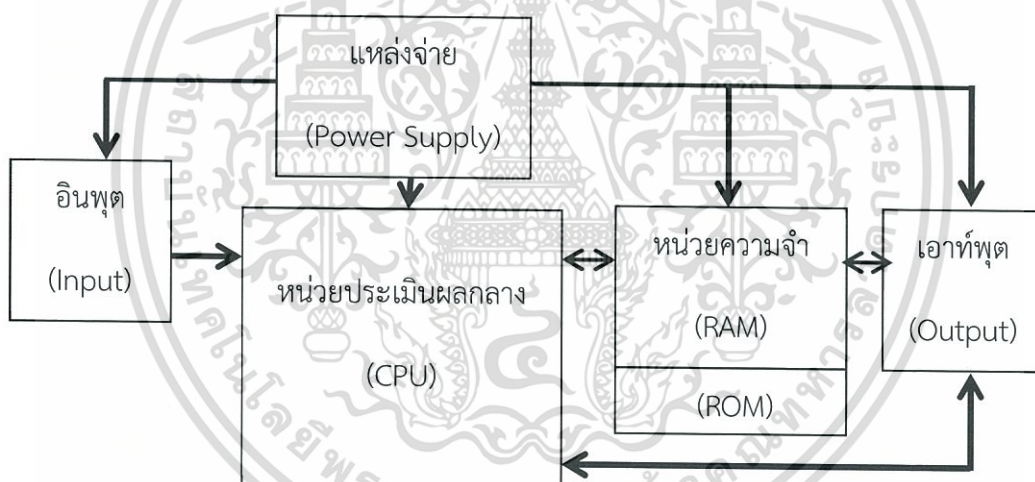 แหล่งจ่าย
(Power Supply)
อินพุต
(Input)
หน่วยประเมินผลกลาง
(CPU)
หน่วยความจำ
(RAM)
(ROM)
เอาท์พุต
(Output)